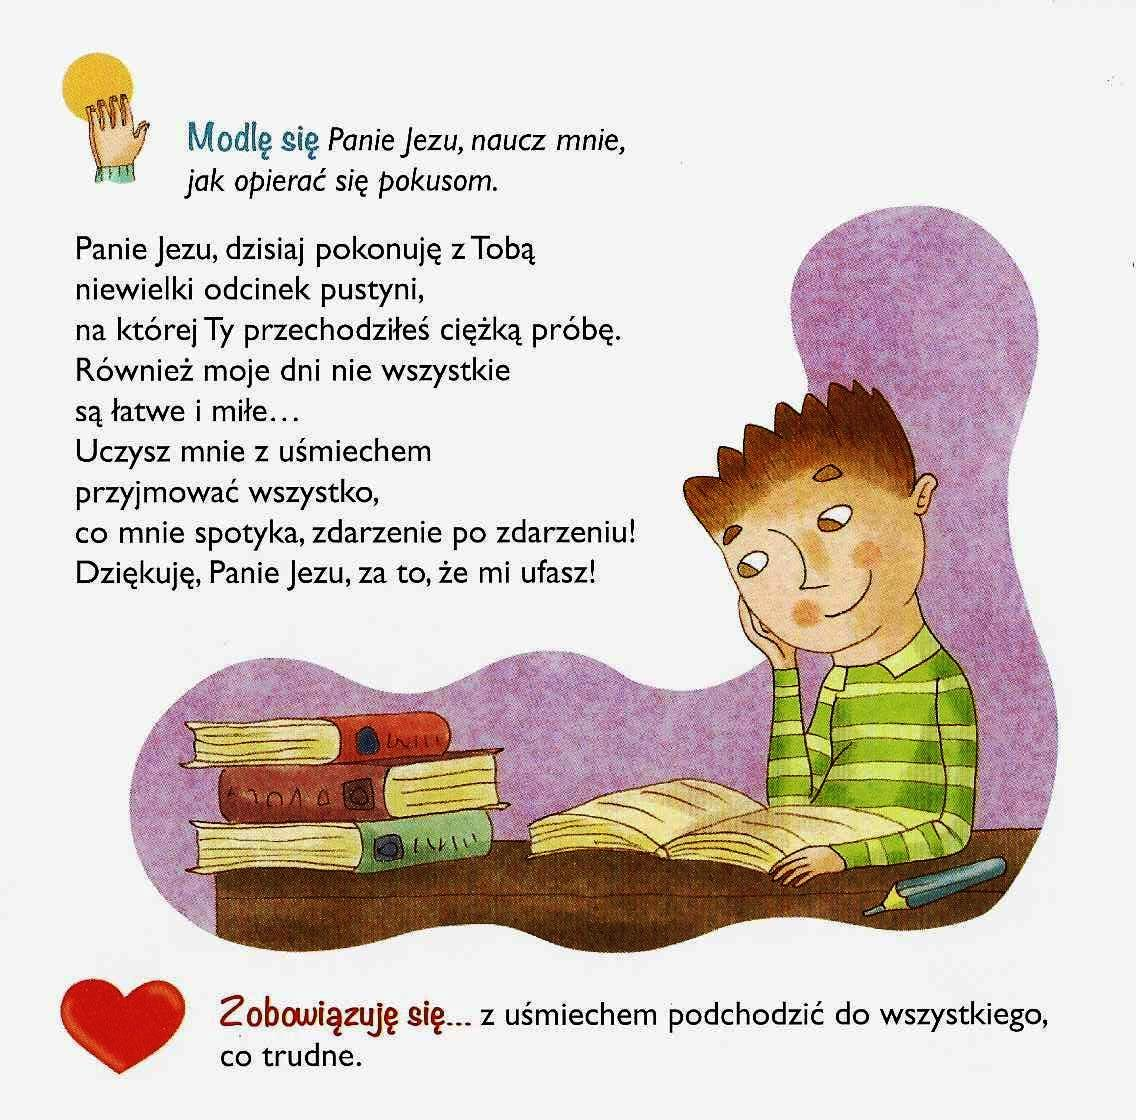 Modlę się Panie Jezu, naucz mnie,
jak opierać się pokusom.
Panie Jezu, dzisiaj pokonuję z Tobą
niewielki odcinek pustyni,
na której Ty przechodziłeś ciężką próbę.
Również moje dni nie wszystkie
są łatwe i miłe...
Uczysz mnie z uśmiechem
przyjmować wszystko,
co mnie spotyka, zdarzenie po zdarzeniu!
Dziękuję, Panie Jezu, za to, że mi ufasz!
Zobowiązuję się... z uśmiechem podchodzić do wszystkiego,
co trudne.